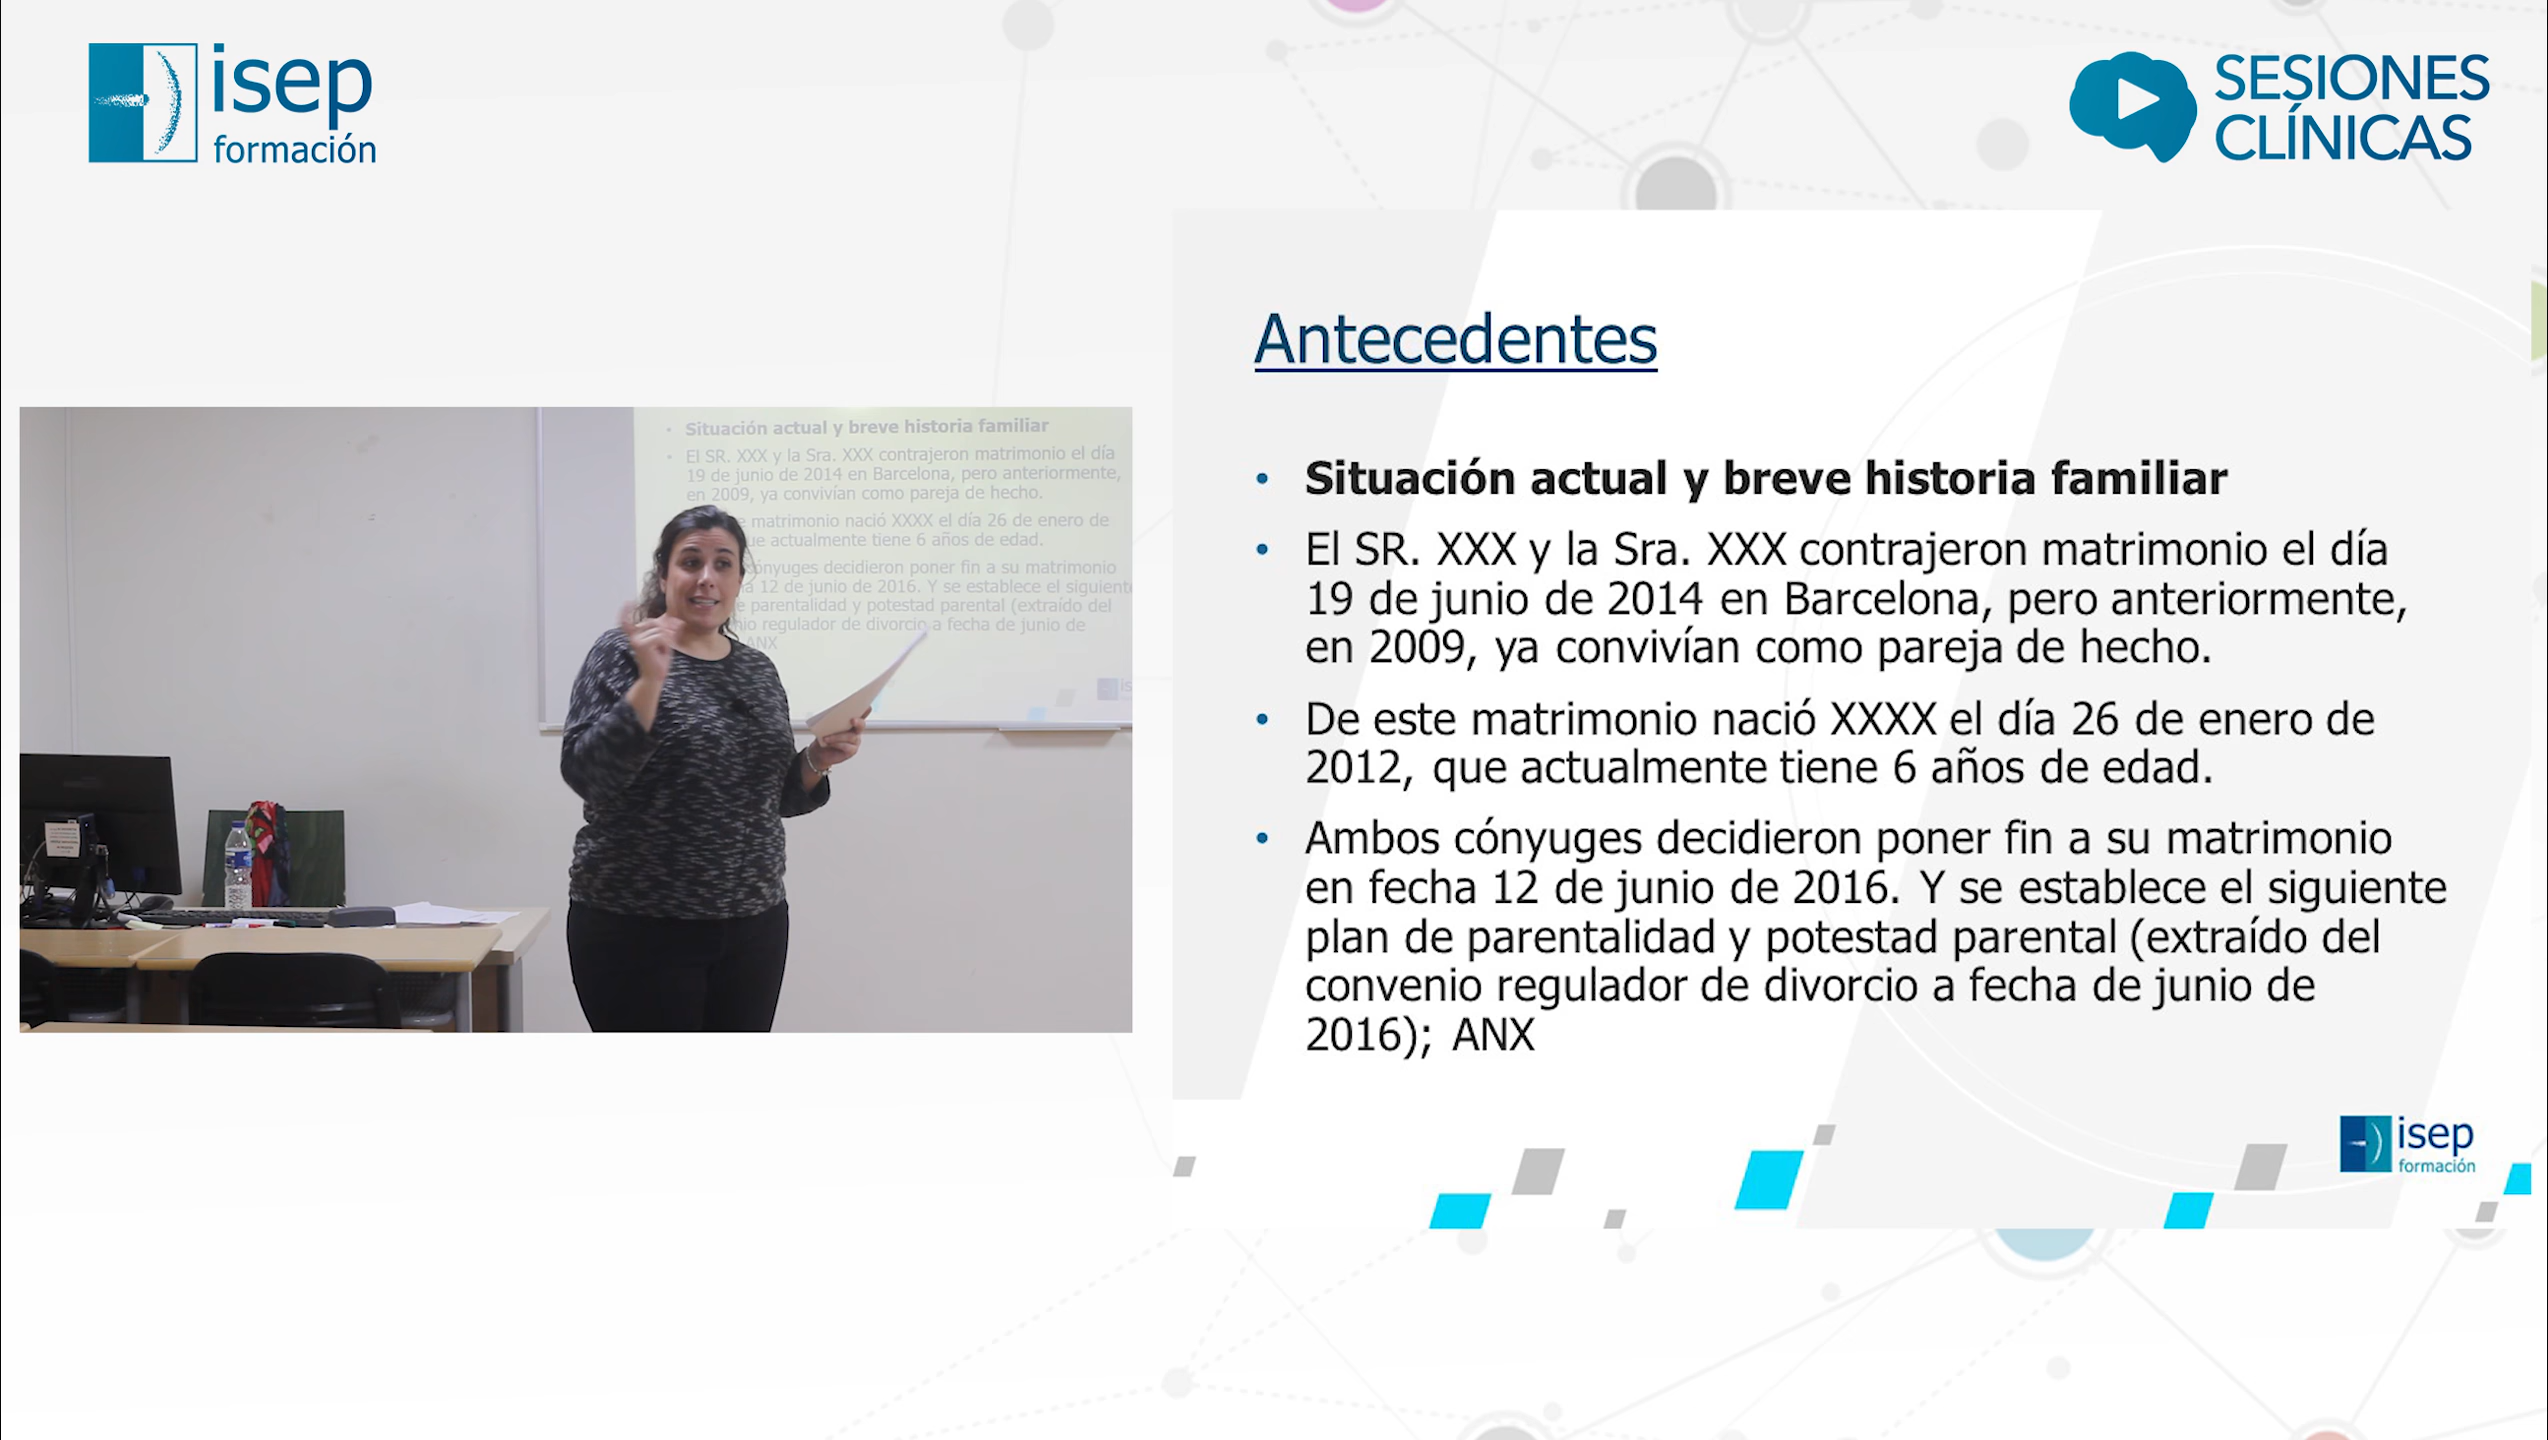 isep
formación
SESIONES
CLÍNICAS
Situación actual y breve historia familiar
El SR. XXX y la Sra. XXX contrajeron matrimonio el día
19 de junio de 2014 en Barcelona, pero anteriormente,
en 2009, ya convivían como pareja de hecho.
matrimonio nació XXXX el día 26 de enero de
actualmente tiene 6 años de edad.
cónyuges decidieron poner fin a su matrimonio
12 de junio de 2016. Y se establece el siguiente
parentalidad y potestad parental (extraído del
regulador de divorcio a fecha de junio de
ANX
Antecedentes
• Situación actual y breve historia familiar
• El SR. XXX y la Sra. XXX contrajeron matrimonio el día
19 de junio de 2014 en Barcelona, pero anteriormente,
en 2009, ya convivían como pareja de hecho.
• De este matrimonio nació XXXX el día 26 de enero de
2012, que actualmente tiene 6 años de edad.
• Ambos cónyuges decidieron poner fin a su matrimonio
en fecha 12 de junio de 2016. Y se establece el siguiente
plan de parentalidad y potestad parental (extraído del
convenio regulador de divorcio a fecha de junio de
2016); ANX
isep
formación